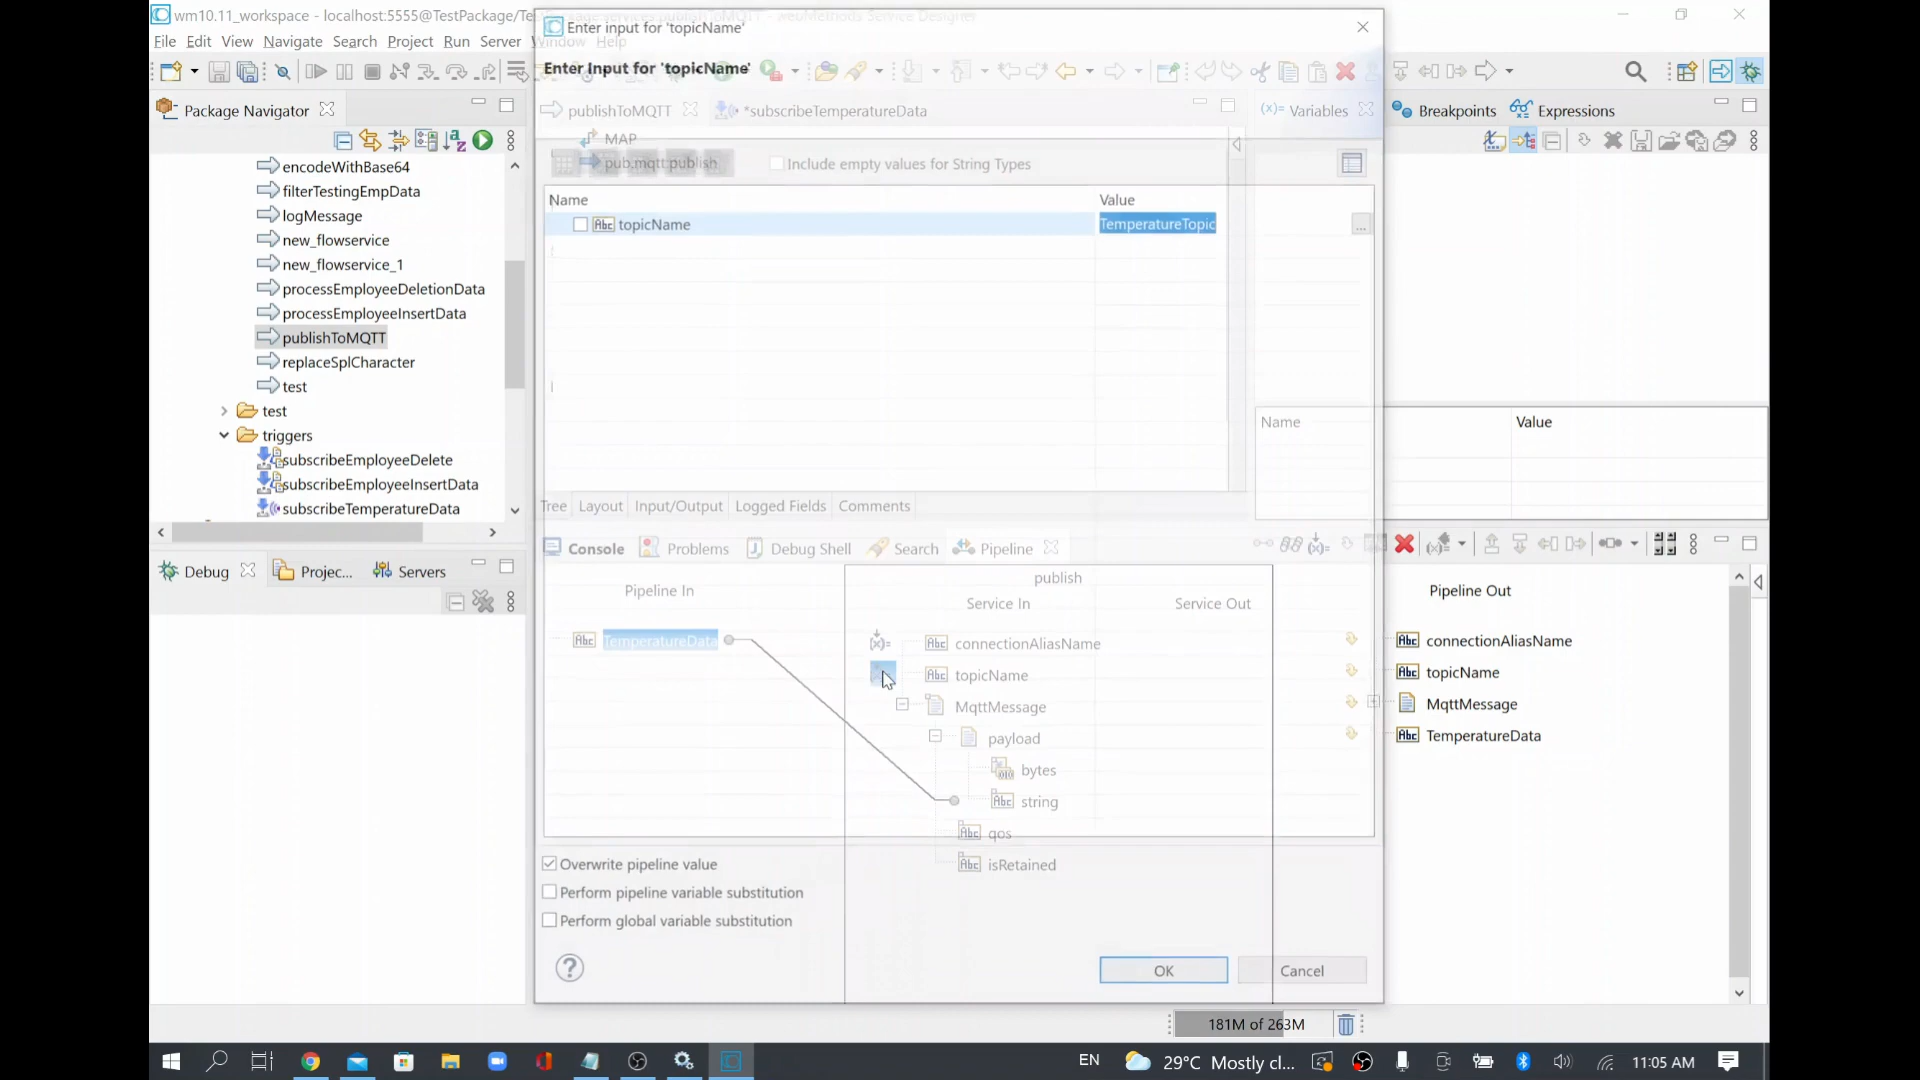 wm10.11_workspace - localhost:5555@TestPackage/Te
Enter input for 'topicName'
File Edit View Navigate Search Project Run Server Window Help
Enter Input for 'topicName'
Package Navigator
publishToMQTT
*subscribeTemperatureData
Variables
Breakpoints
Expressions
MAP
pub.mqtt:publish
Include empty values for String Types
encodeWithBase64
filterTestingEmpData
logMessage
new_flowservice
new_flowservice_1
processEmployeeDeletionData
processEmployeeInsertData
publishToMQTT
replaceSplCharacter
test
test
triggers
subscribeEmployeeDelete
subscribeEmployeeInsertData
subscribeTemperatureData
Name Value
topicName TemperatureTopic
...
Name Value
Tree Layout Input/Output Logged Fields Comments
Console Problems Debug Shell Search Pipeline
Debug Projec... Servers
Pipeline In
publish
Service In Service Out
Pipeline Out
TemperatureData
connectionAliasName
topicName
MqttMessage
payload
bytes
string
qos
isRetained
connectionAliasName
topicName
MqttMessage
TemperatureData
Overwrite pipeline value
Perform pipeline variable substitution
Perform global variable substitution
OK Cancel
181M of 263M
EN 29°C Mostly cl... 11:05 AM